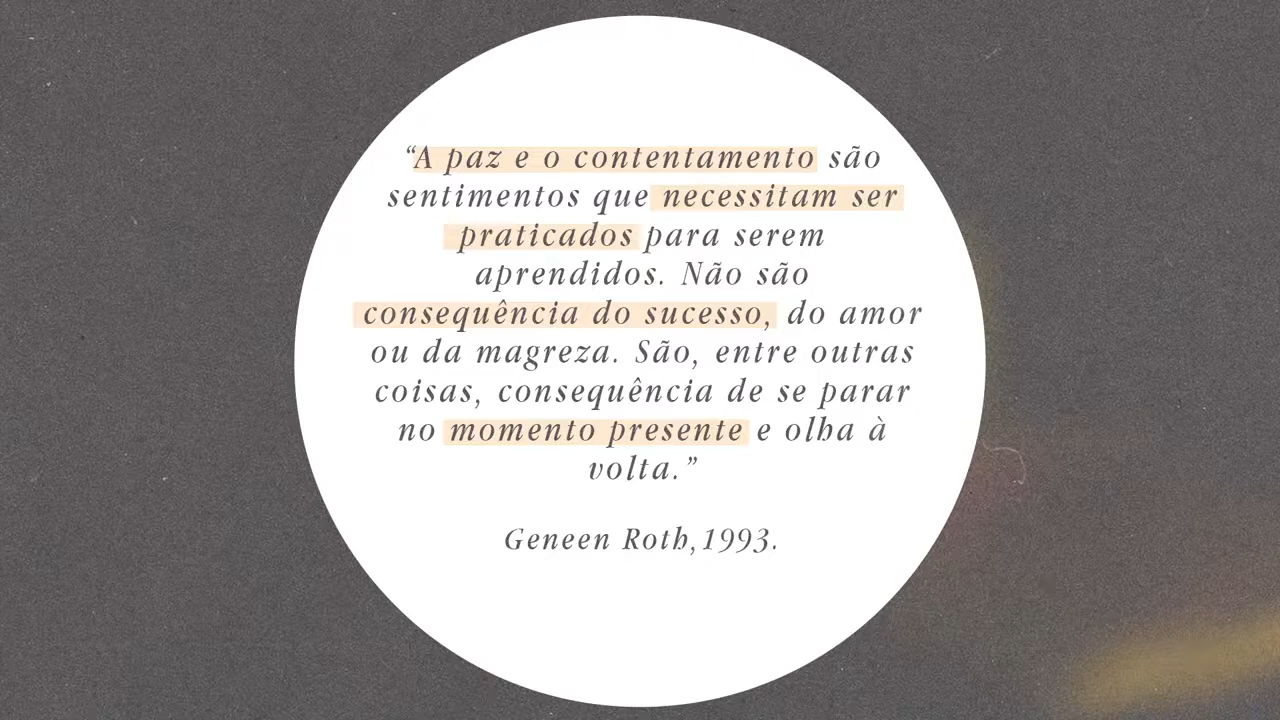 “A paz e o contentamento são
sentimentos que necessitam ser
praticados para serem
aprendidos. Não são
consequência do sucesso, do amor
ou da magreza. São, entre outras
coisas, consequência de se parar
no momento presente e olha à
volta.”
Geneen Roth,1993.